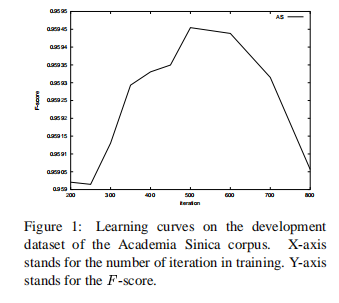 0.9595
0.95945
0.9594
0.95935
0.9593
0.95925
0.9592
0.95915
0.9591
0.95905
0.959
F-score
AS
200 300 400 500 600 700 800
iteration
Figure 1: Learning curves on the development
dataset of the Academia Sinica corpus. X-axis
stands for the number of iteration in training. Y-axis
stands for the F-score.